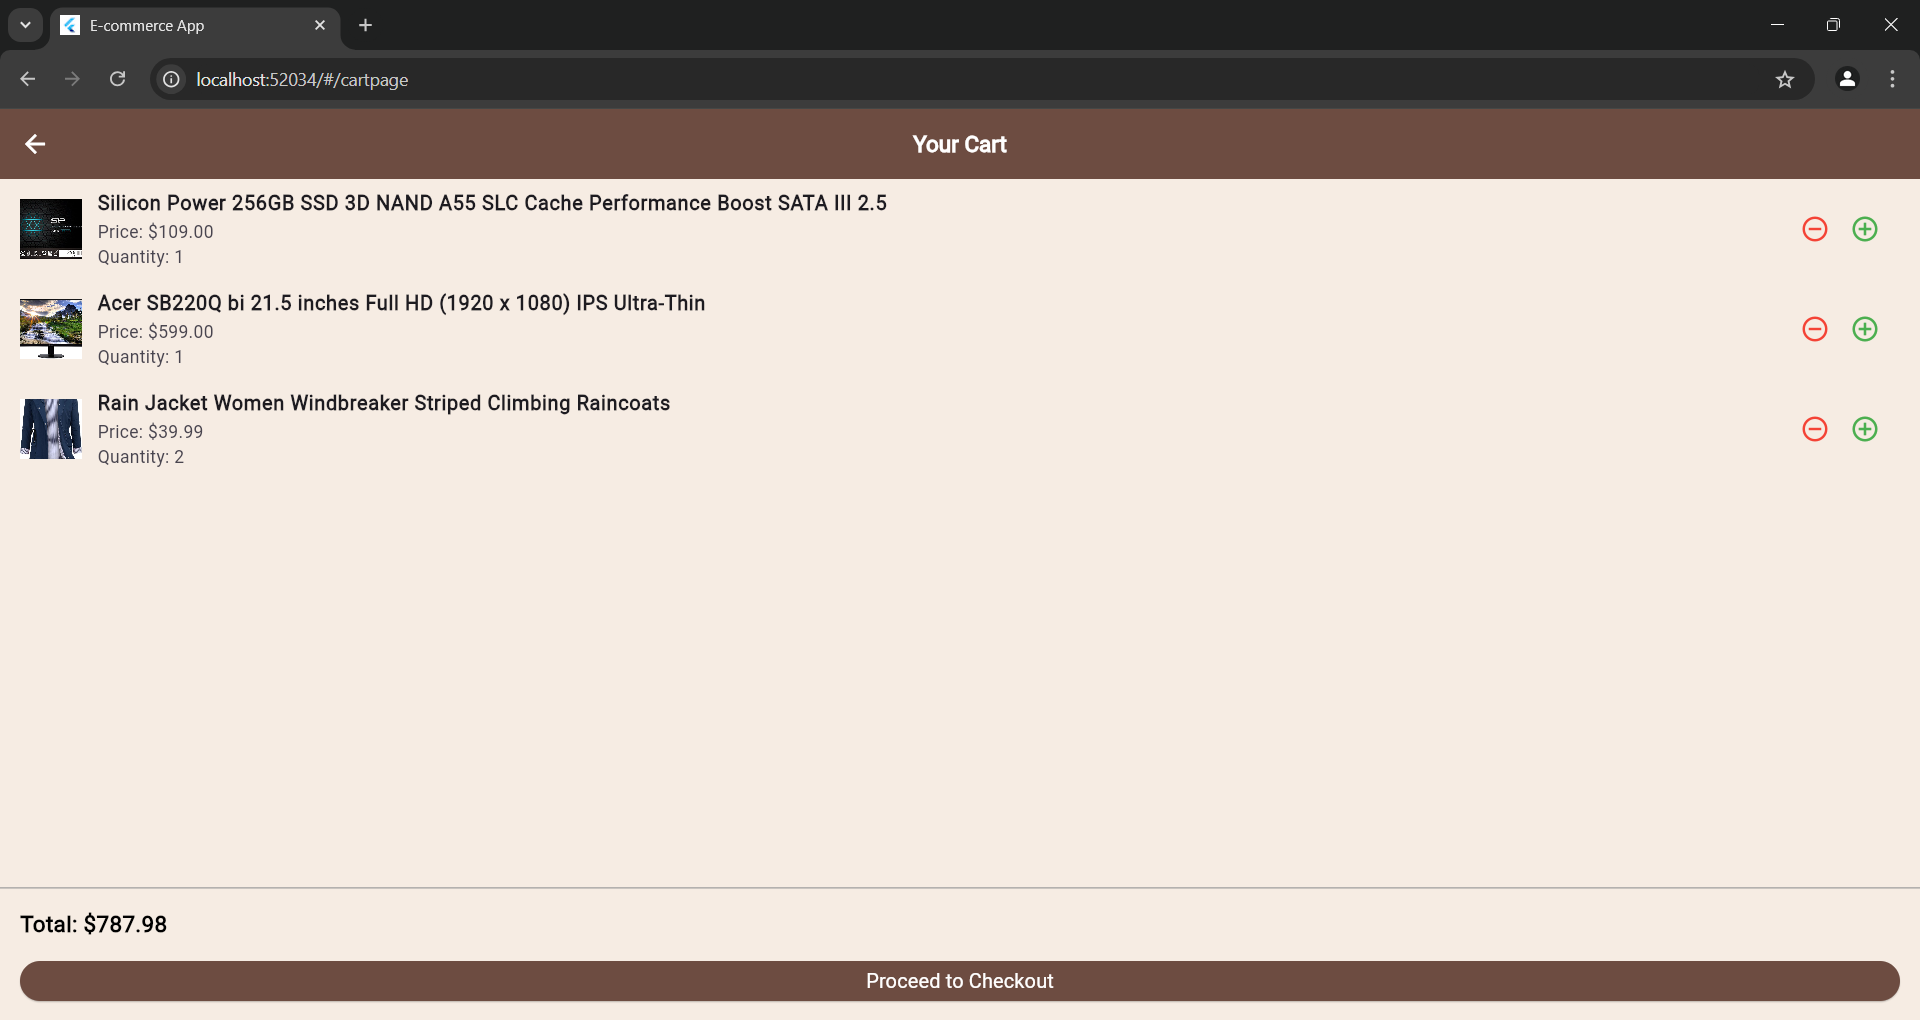 E-commerce App
localhost:52034/#/cartpage
Your Cart
Silicon Power 256GB SSD 3D NAND A55 SLC Cache Performance Boost SATA III 2.5
Price: $109.00
Quantity: 1
Acer SB220Q bi 21.5 inches Full HD (1920 x 1080) IPS Ultra-Thin
Price: $599.00
Quantity: 1
Rain Jacket Women Windbreaker Striped Climbing Raincoats
Price: $39.99
Quantity: 2
Total: $787.98
Proceed to Checkout